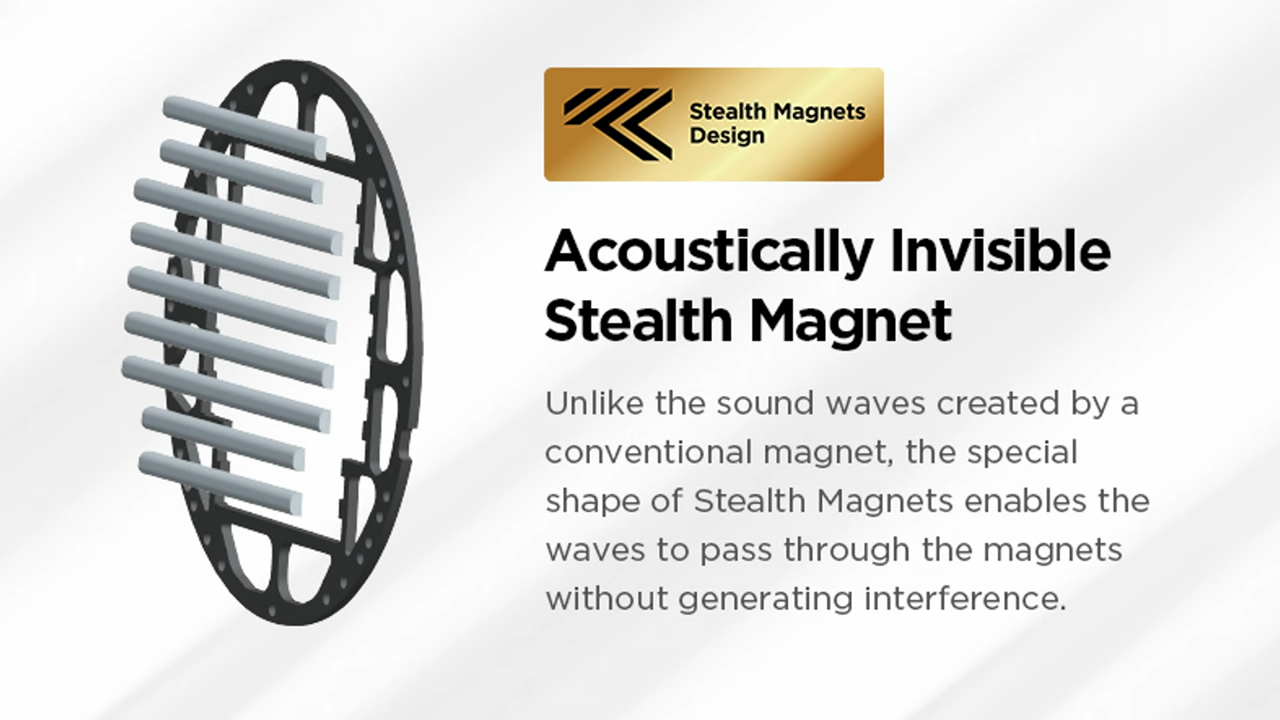 Stealth Magnets
Design
Acoustically Invisible
Stealth Magnet
Unlike the sound waves created by a
conventional magnet, the special
shape of Stealth Magnets enables the
waves to pass through the magnets
without generating interference.